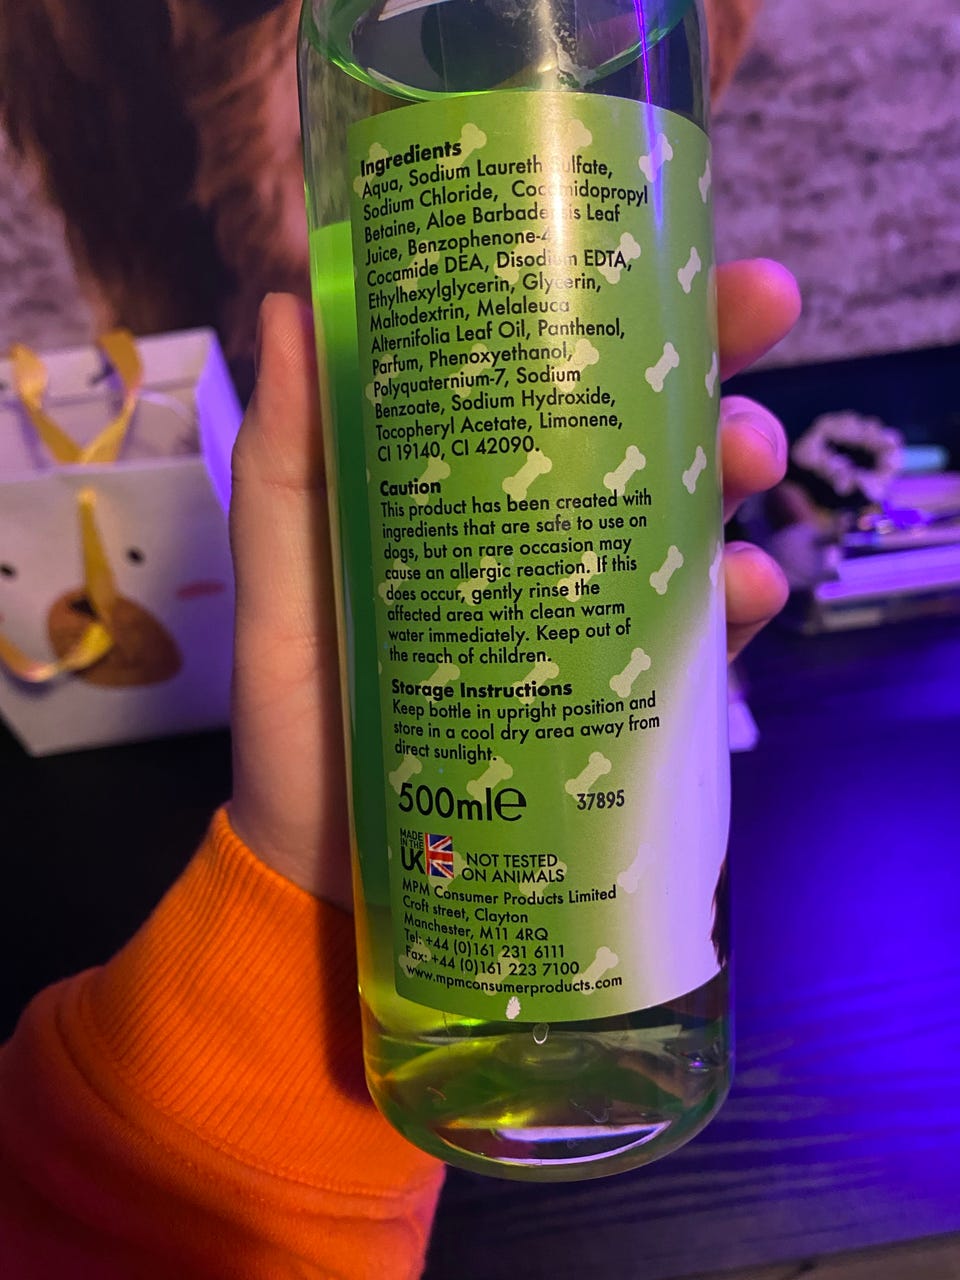 Ingredients
Aqua, Sodium Laureth Sulfate,
Sodium Chloride, Cocamidopropyl
Betaine, Aloe Barbadensis Leaf
Juice, Benzophenone-4
Cocamide DEA, Disodium EDTA,
Ethylhexylglycerin, Glycerin,
Maltodextrin, Melaleuca
Alternifolia Leaf Oil, Panthenol,
Parfum, Phenoxyethanol,
Polyquaternium-7, Sodium
Benzoate, Sodium Hydroxide,
Tocopheryl Acetate, Limonene,
CI 19140, CI 42090.
Caution
This product has been created with
ingredients that are safe to use on
dogs, but on rare occasion may
cause an allergic reaction. If this
does occur, gently rinse the
affected area with clean warm
water immediately. Keep out of
the reach of children.
Storage Instructions
Keep bottle in upright position and
store in a cool dry area away from
direct sunlight.
500ml℮ 37895
MADE
IN THE
UK
NOT TESTED
ON ANIMALS
MPM Consumer Products Limited
Croft street, Clayton
Manchester, M11 4RQ
Tel: +44 (0)161 231 6111
Fax: +44 (0)161 223 7100
www.mpmconsumerproducts.com